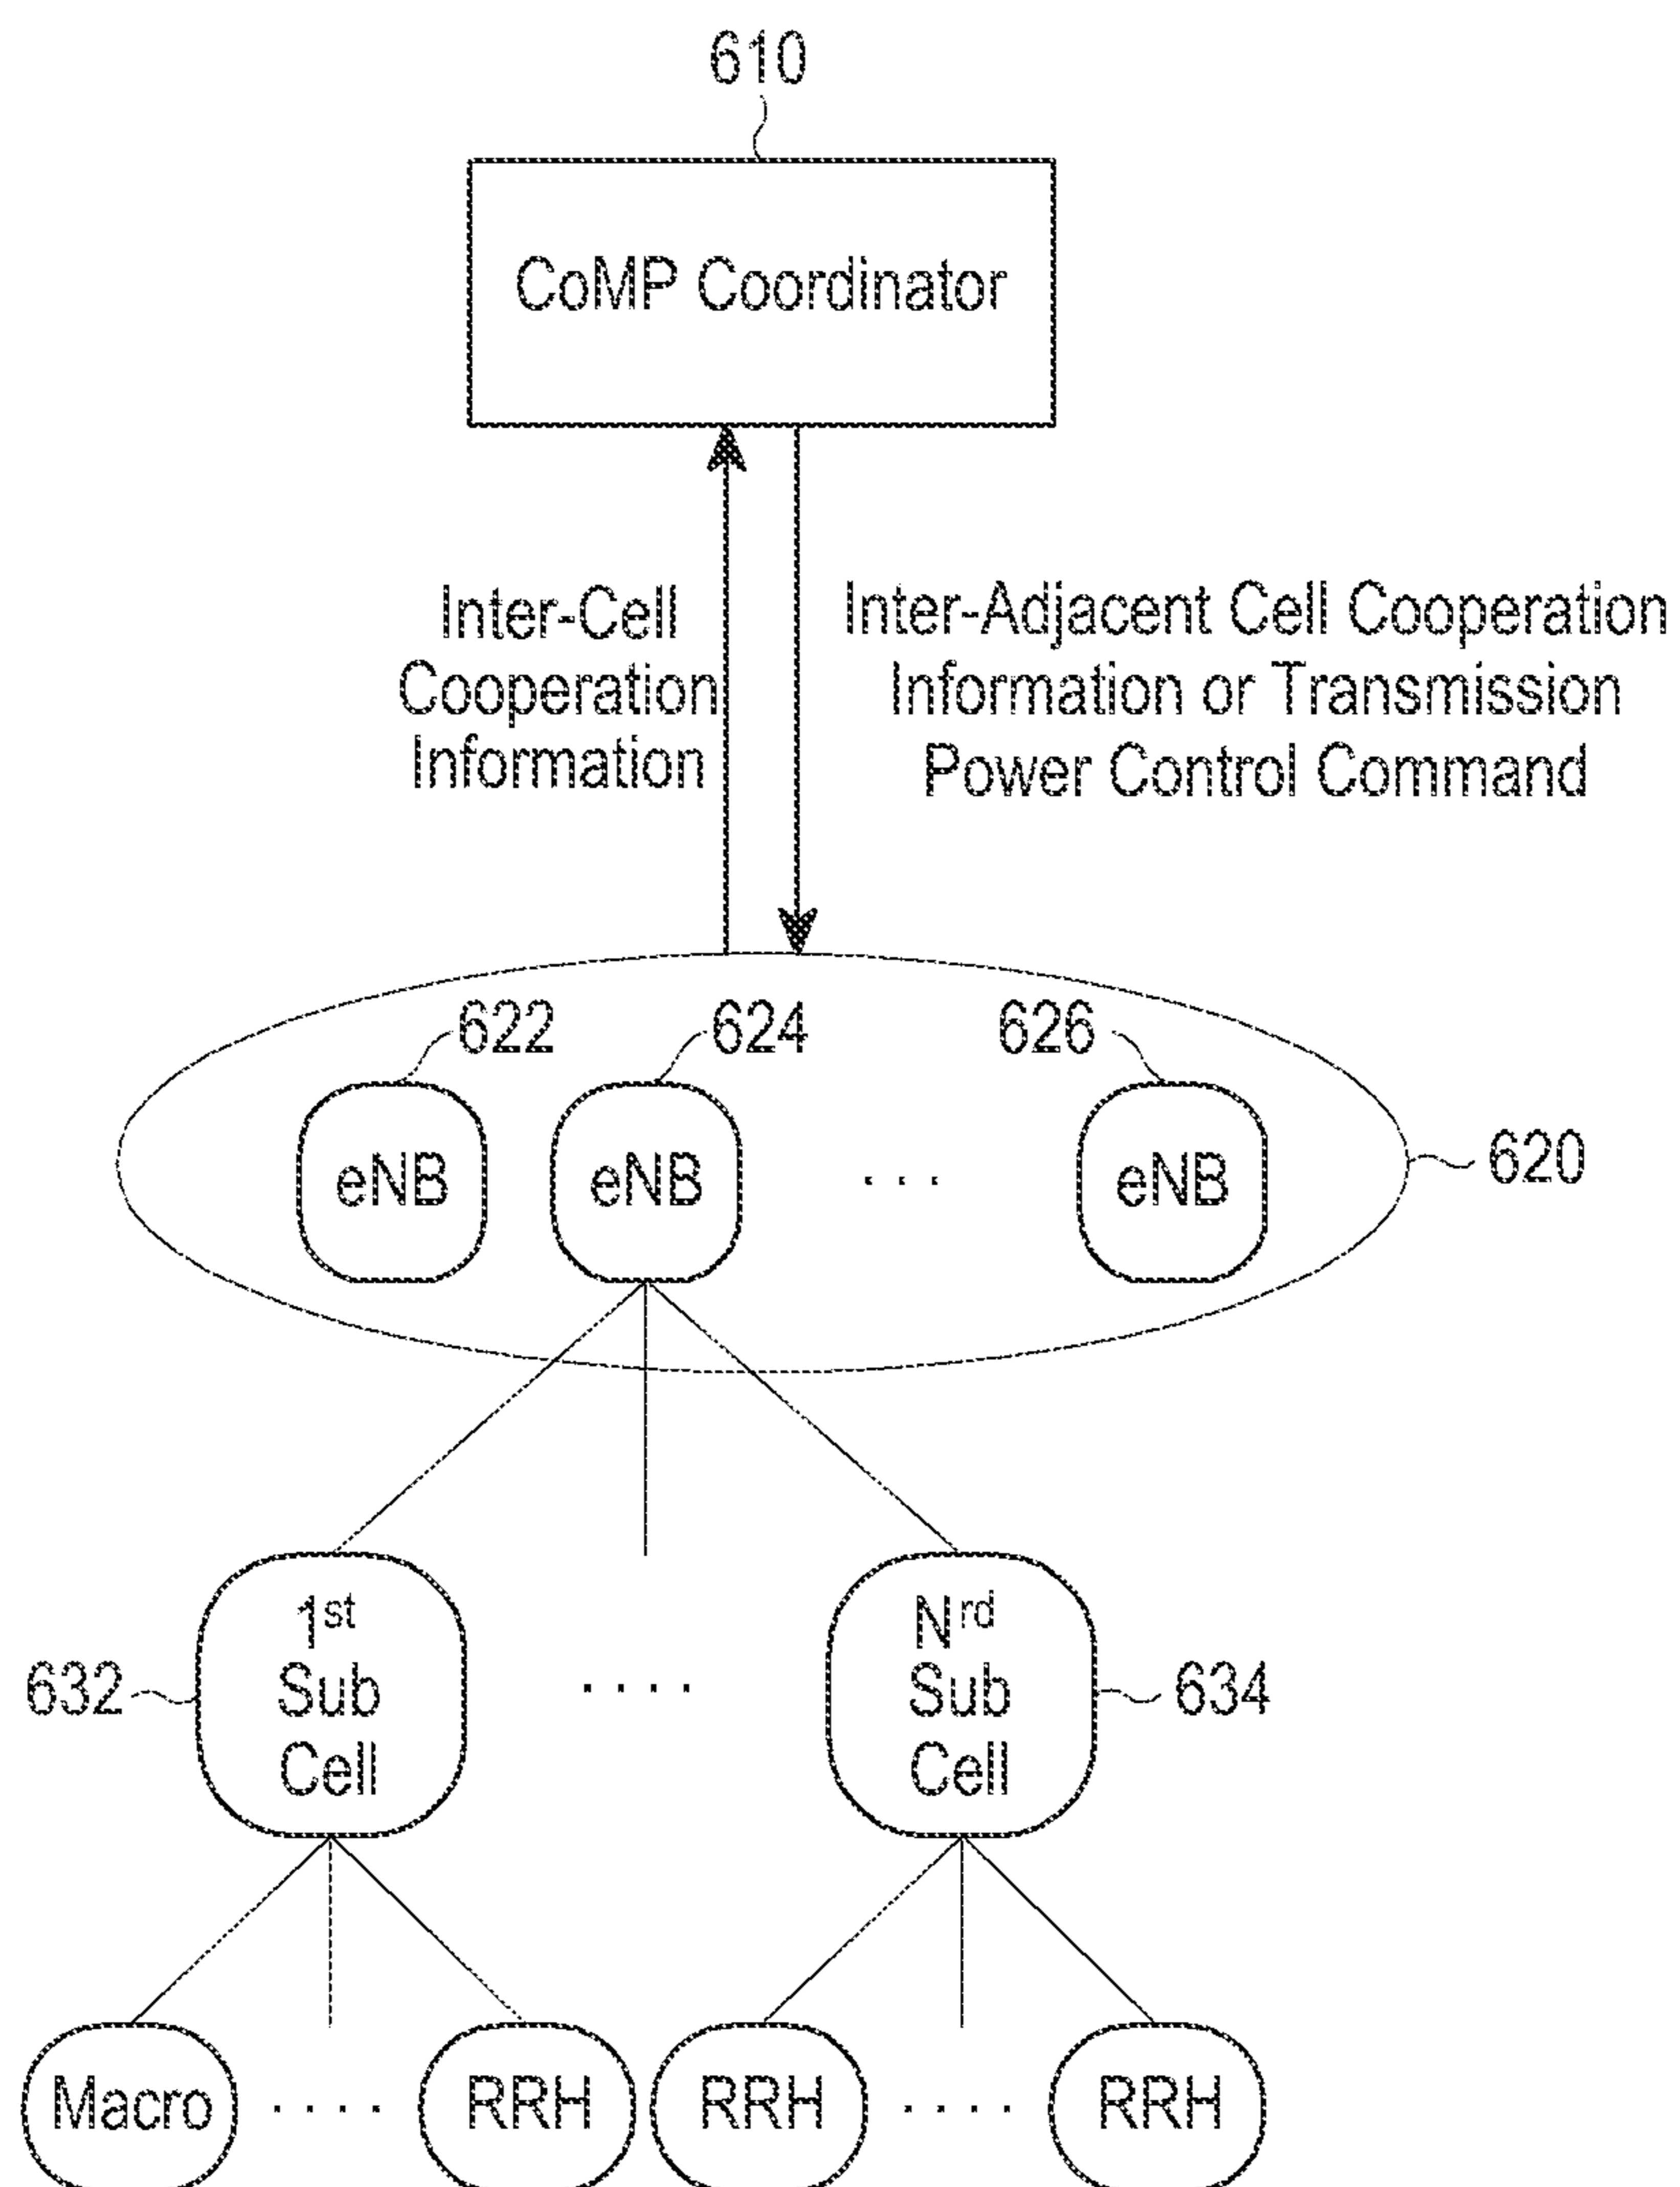 610
CoMP Coordinator
Inter-Cell
Cooperation
Information
Inter-Adjacent Cell Cooperation
Information or Transmission
Power Control Command
622
624
626
eNB
eNB
...
eNB
620
1st
Sub
Cell
632
....
Nrd
Sub
Cell
634
Macro
....
RRH
RRH
....
RRH